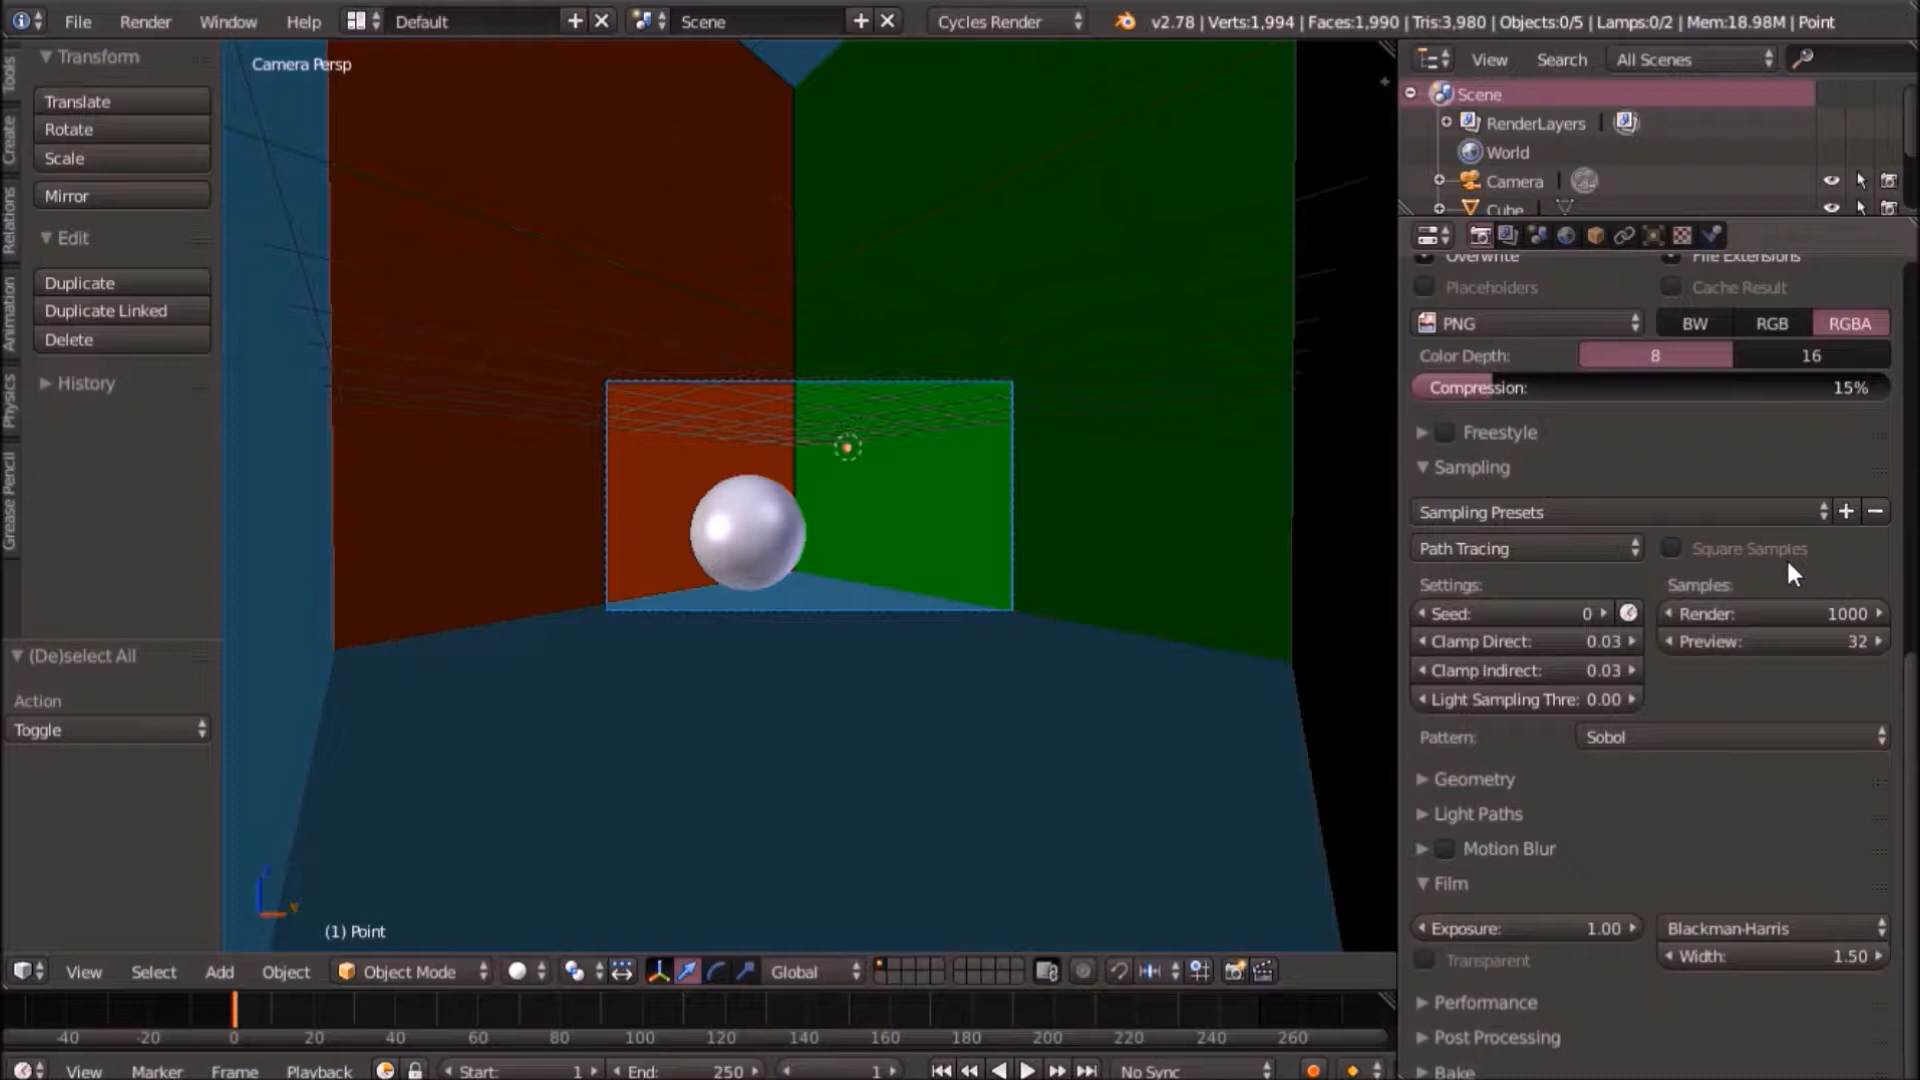 File Render Window Help Default Scene Cycles Render v2.78 | Verts:1,994 | Faces:1,990 | Tris:3,980 | Objects:0/5 | Lamps:0/2 | Mem:18.98M | Point
Tools
Create
Relations
Animation
Physics
Grease Pencil
Transform
Translate
Rotate
Scale
Mirror
Edit
Duplicate
Duplicate Linked
Delete
History
(De)select All
Action
Toggle
Camera Persp
(1) Point
View Search All Scenes
Scene
RenderLayers
World
Camera
Cube
Overwrite File Extensions
Placeholders Cache Result
PNG BW RGB RGBA
Color Depth: 8 16
Compression: 15%
Freestyle
Sampling
Sampling Presets
Path Tracing Square Samples
Settings: Samples:
Seed: 0 Render: 1000
Clamp Direct: 0.03 Preview: 32
Clamp Indirect: 0.03
Light Sampling Thre: 0.00
Pattern: Sobol
Geometry
Light Paths
Motion Blur
Film
Exposure: 1.00 Blackman-Harris
Transparent Width: 1.50
Performance
Post Processing
Bake
View Select Add Object Object Mode Global
-40 -20 0 20 40 60 80 100 120 140 160 180 200 220 240 260
View Marker Frame Playback Start: 1 End: 250 1 No Sync